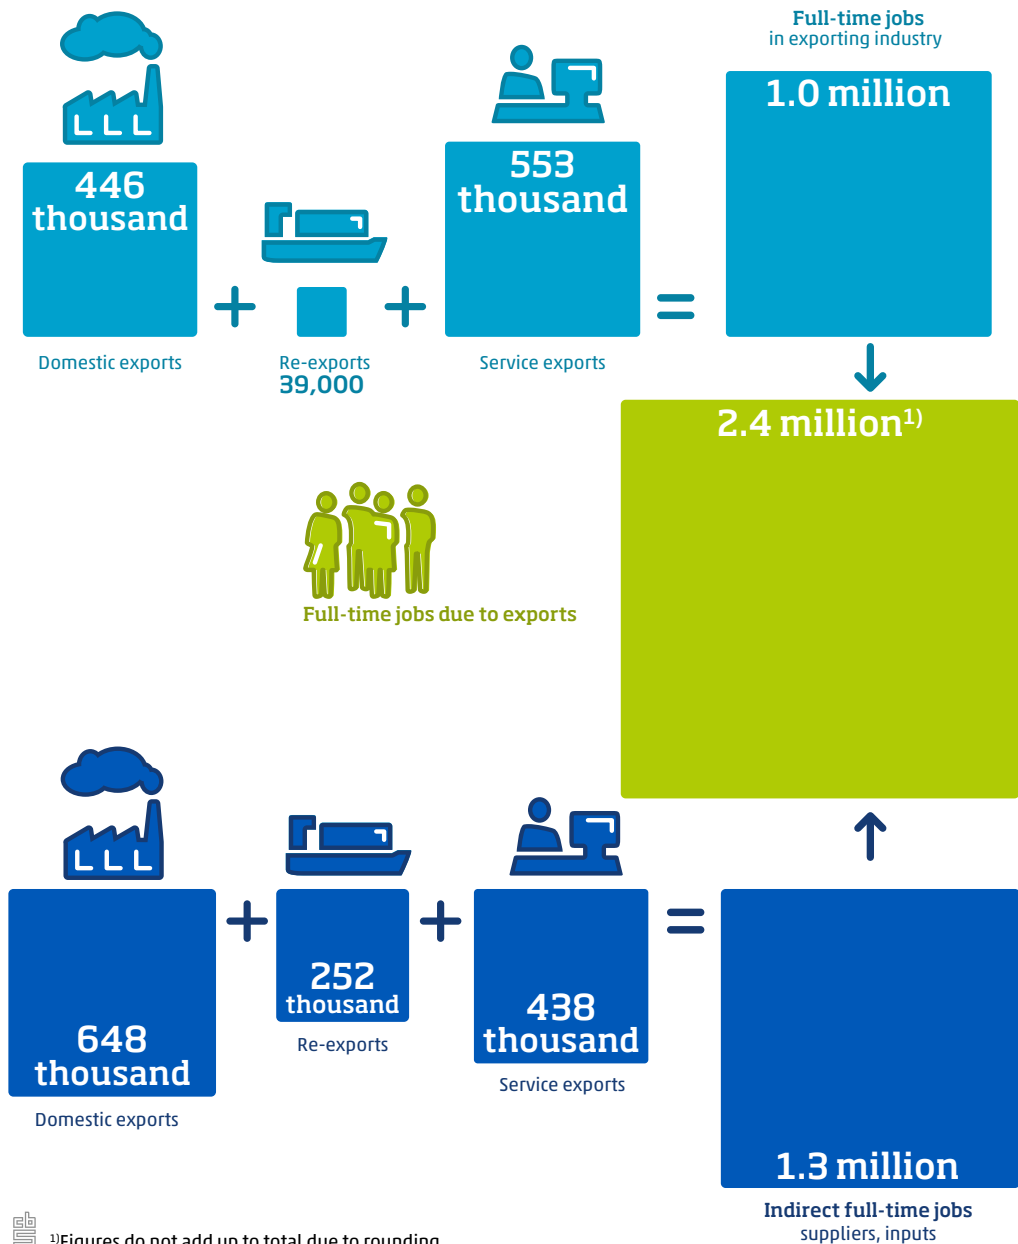 Full-time jobs
in exporting industry
1.0 million
446
thousand
553
thousand
Domestic exports
Re-exports
39,000
Service exports
2.4 million¹⁾
Full-time jobs due to exports
648
thousand
252
thousand
438
thousand
Domestic exports
Re-exports
Service exports
1.3 million
Indirect full-time jobs
suppliers, inputs
¹⁾Figures do not add up to total due to rounding